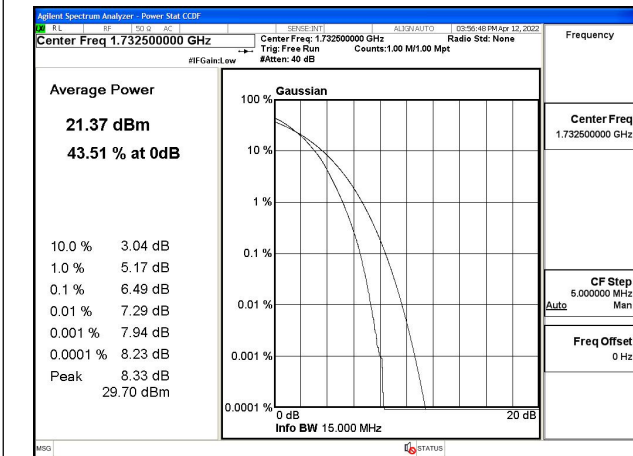 Agilent Spectrum Analyzer - Power Stat CCDF
LXI RL RF 50 Ω AC SENSE:INT ALIGNAUTO 03:56:48 PM Apr 12, 2022
Center Freq 1.732500000 GHz
Center Freq: 1.732500000 GHz Radio Std: None
Trig: Free Run Counts:1.00 M/1.00 Mpt
#IFGain:Low #Atten: 40 dB
Frequency
Average Power
21.37 dBm
43.51 % at 0dB
10.0 % 3.04 dB
1.0 % 5.17 dB
0.1 % 6.49 dB
0.01 % 7.29 dB
0.001 % 7.94 dB
0.0001 % 8.23 dB
Peak 8.33 dB
29.70 dBm
Gaussian
100 %
10 %
1 %
0.1 %
0.01 %
0.001 %
0.0001 %
0 dB 20 dB
Info BW 15.000 MHz
Center Freq
1.732500000 GHz
CF Step
5.000000 MHz
Auto Man
Freq Offset
0 Hz
MSG STATUS